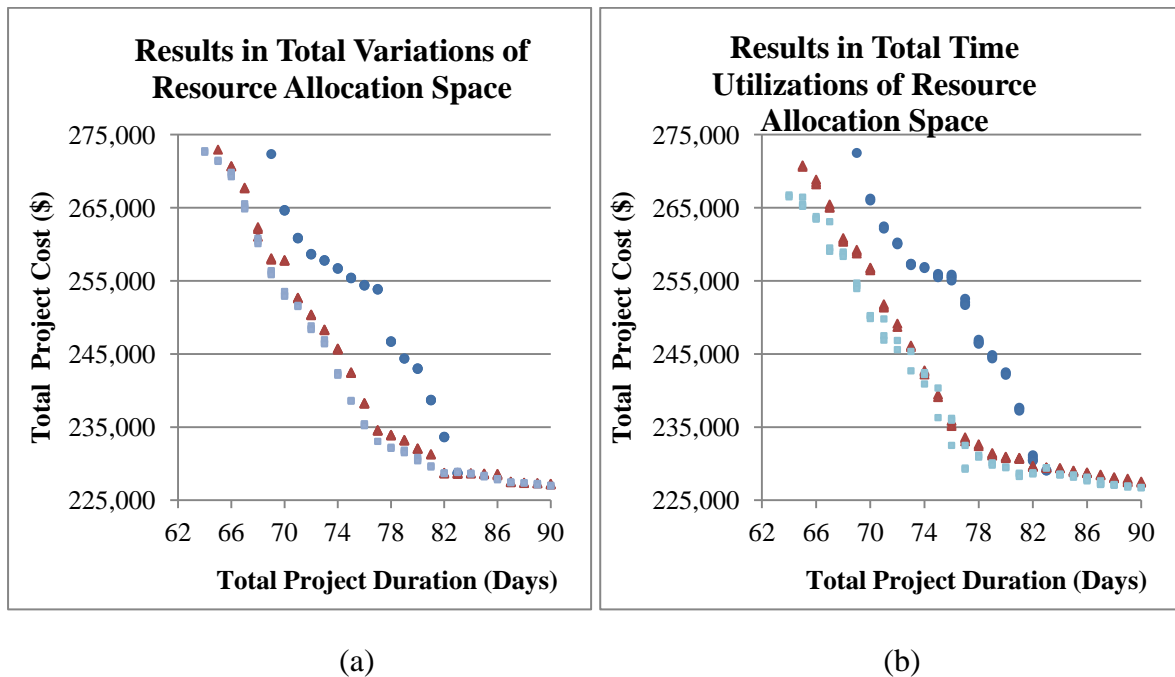 Results in Total Variations of
Resource Allocation Space
275,000
265,000
255,000
245,000
235,000
225,000
Total Project Cost ($)
62 66 70 74 78 82 86 90
Total Project Duration (Days)
(a)
Results in Total Time
Utilizations of Resource
Allocation Space
275,000
265,000
255,000
245,000
235,000
225,000
Total Project Cost ($)
62 66 70 74 78 82 86 90
Total Project Duration (Days)
(b)